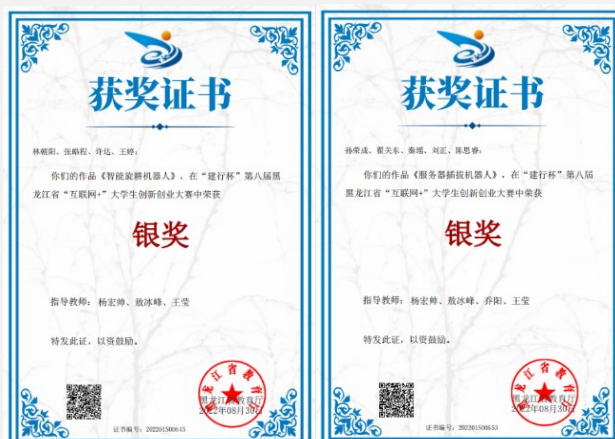 获奖证书
林朝阳、张皓程、许达、王婷:
你们的作品《智能旋耕机器人》,在“建行杯”第八届黑
龙江省“互联网+”大学生创新创业大赛中荣获
银奖
指导教师: 杨宏帅、敖冰峰、王莹
特发此证,以资鼓励。
黑龙江省教育厅
2022年08月30日
证书编号: 202201S00645
获奖证书
孙荣成、翟关东、秦瑶、刘正、陈思睿:
你们的作品《服务器插拔机器人》,在“建行杯”第八届
黑龙江省“互联网+”大学生创新创业大赛中荣获
银奖
指导教师: 杨宏帅、敖冰峰、乔阳、王莹
特发此证,以资鼓励。
黑龙江省教育厅
2022年08月30日
证书编号: 202201S00653